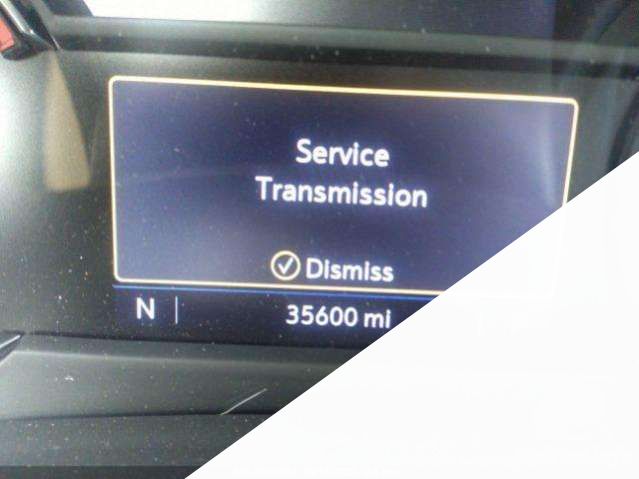 Service
Transmission
Dismiss
N
35600 mi